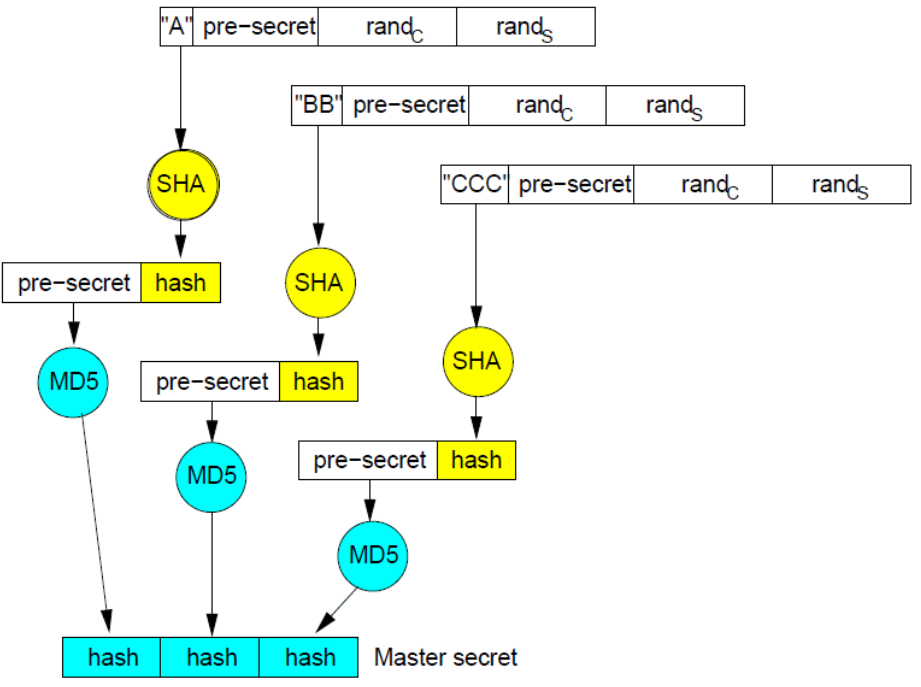 "A" pre−secret rand_C rand_S
"BB" pre−secret rand_C rand_S
SHA "CCC" pre−secret rand_C rand_S
pre−secret hash SHA
MD5 SHA
pre−secret hash
MD5 pre−secret hash
MD5
hash hash hash Master secret